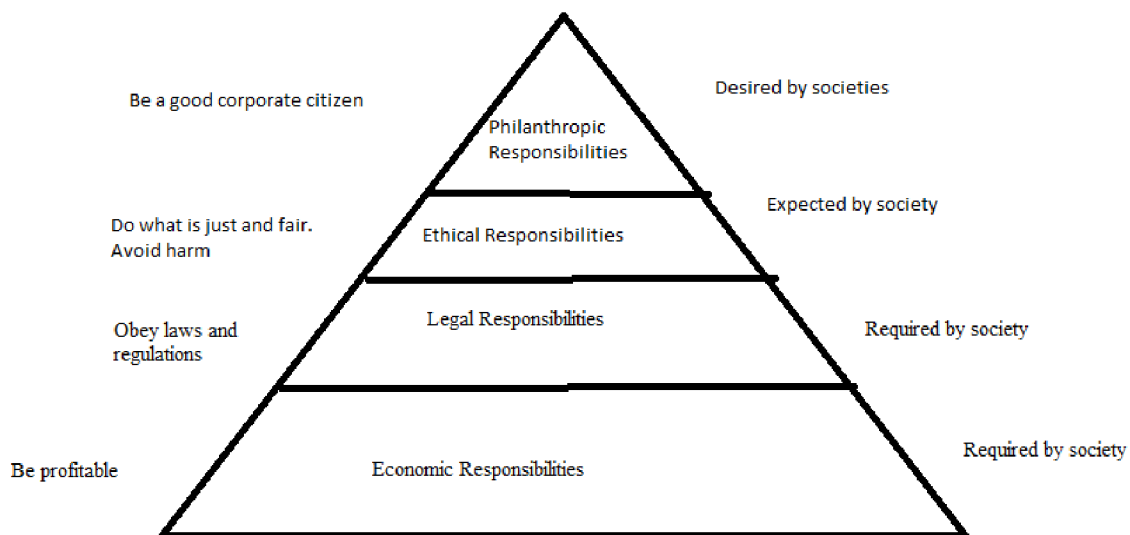 Be a good corporate citizen
Desired by societies
Philanthropic
Responsibilities
Do what is just and fair.
Avoid harm
Expected by society
Ethical Responsibilities
Obey laws and
regulations
Legal Responsibilities
Required by society
Be profitable
Economic Responsibilities
Required by society